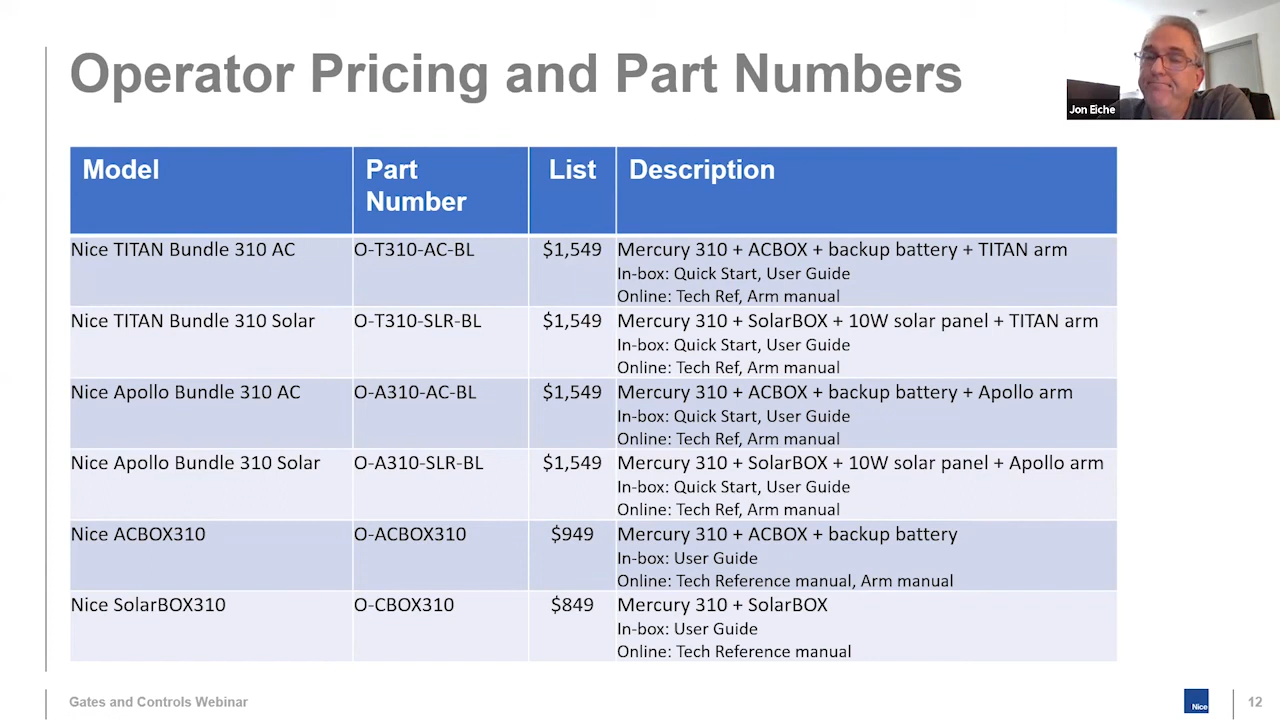 Operator Pricing and Part Numbers
Jon Eiche
Model Part Number List Description
Nice TITAN Bundle 310 AC O-T310-AC-BL $1,549 Mercury 310 + ACBOX + backup battery + TITAN arm
In-box: Quick Start, User Guide
Online: Tech Ref, Arm manual
Nice TITAN Bundle 310 Solar O-T310-SLR-BL $1,549 Mercury 310 + SolarBOX + 10W solar panel + TITAN arm
In-box: Quick Start, User Guide
Online: Tech Ref, Arm manual
Nice Apollo Bundle 310 AC O-A310-AC-BL $1,549 Mercury 310 + ACBOX + backup battery + Apollo arm
In-box: Quick Start, User Guide
Online: Tech Ref, Arm manual
Nice Apollo Bundle 310 Solar O-A310-SLR-BL $1,549 Mercury 310 + SolarBOX + 10W solar panel + Apollo arm
In-box: Quick Start, User Guide
Online: Tech Ref, Arm manual
Nice ACBOX310 O-ACBOX310 $949 Mercury 310 + ACBOX + backup battery
In-box: User Guide
Online: Tech Reference manual, Arm manual
Nice SolarBOX310 O-CBOX310 $849 Mercury 310 + SolarBOX
In-box: User Guide
Online: Tech Reference manual
Gates and Controls Webinar Nice 12